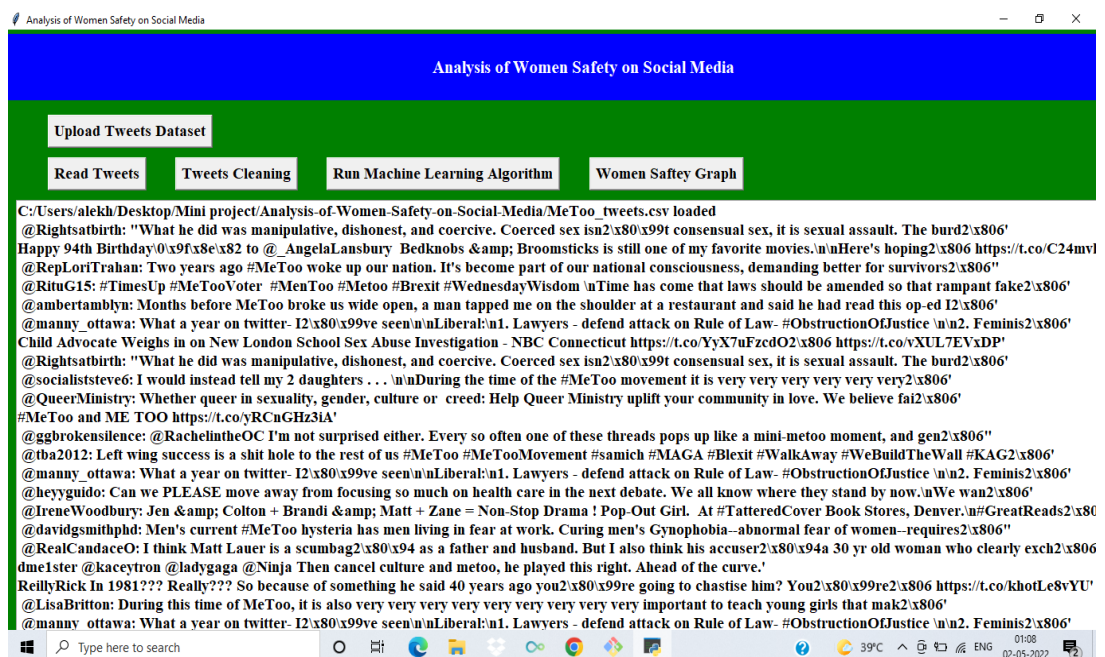 Analysis of Women Safety on Social Media
Analysis of Women Safety on Social Media
Upload Tweets Dataset
Read Tweets Tweets Cleaning Run Machine Learning Algorithm Women Saftey Graph
C:/Users/alekh/Desktop/Mini project/Analysis-of-Women-Safety-on-Social-Media/MeToo_tweets.csv loaded
@Rightsatbirth: "What he did was manipulative, dishonest, and coercive. Coerced sex isn2\x80\x99t consensual sex, it is sexual assault. The burd2\x806'
Happy 94th Birthday\0\x9f\x8e\x82 to @_AngelaLansbury  Bedknobs &amp; Broomsticks is still one of my favorite movies.\n\nHere's hoping2\x806 https://t.co/C24mvl
@RepLoriTrahan: Two years ago #MeToo woke up our nation. It's become part of our national consciousness, demanding better for survivors2\x806"
@RituG15: #TimesUp #MeTooVoter  #MenToo #Metoo #Brexit #WednesdayWisdom \nTime has come that laws should be amended so that rampant fake2\x806'
@ambertamblyn: Months before MeToo broke us wide open, a man tapped me on the shoulder at a restaurant and said he had read this op-ed I2\x806'
@manny_ottawa: What a year on twitter- I2\x80\x99ve seen\n\nLiberal:\n1. Lawyers - defend attack on Rule of Law- #ObstructionOfJustice \n\n2. Feminis2\x806'
Child Advocate Weighs in on New London School Sex Abuse Investigation - NBC Connecticut https://t.co/YyX7uFzcdO2\x806 https://t.co/vXUL7EVxDP'
@Rightsatbirth: "What he did was manipulative, dishonest, and coercive. Coerced sex isn2\x80\x99t consensual sex, it is sexual assault. The burd2\x806'
@socialiststeve6: I would instead tell my 2 daughters . . . \n\nDuring the time of the #MeToo movement it is very very very very very very2\x806'
@QueerMinistry: Whether queer in sexuality, gender, culture or  creed: Help Queer Ministry uplift your community in love. We believe fai2\x806'
#MeToo and ME TOO https://t.co/yRCnGHz3iA'
@ggbrokensilence: @RachelintheOC I'm not surprised either. Every so often one of these threads pops up like a mini-metoo moment, and gen2\x806"
@tba2012: Left wing success is a shit hole to the rest of us #MeToo #MeTooMovement #samich #MAGA #Blexit #WalkAway #WeBuildTheWall #KAG2\x806'
@manny_ottawa: What a year on twitter- I2\x80\x99ve seen\n\nLiberal:\n1. Lawyers - defend attack on Rule of Law- #ObstructionOfJustice \n\n2. Feminis2\x806'
@heyyguido: Can we PLEASE move away from focusing so much on health care in the next debate. We all know where they stand by now.\nWe wan2\x806'
@IreneWoodbury: Jen &amp; Colton + Brandi &amp; Matt + Zane = Non-Stop Drama ! Pop-Out Girl.  At #TatteredCover Book Stores, Denver.\n#GreatReads2\x80
@davidgsmithphd: Men's current #MeToo hysteria has men living in fear at work. Curing men's Gynophobia--abnormal fear of women--requires2\x806"
@RealCandaceO: I think Matt Lauer is a scumbag2\x80\x94 as a father and husband. But I also think his accuser2\x80\x94a 30 yr old woman who clearly exch2\x806
dme1ster @kaceytron @ladygaga @Ninja Then cancel culture and metoo, he played this right. Ahead of the curve.'
ReillyRick In 1981??? Really??? So because of something he said 40 years ago you2\x80\x99re going to chastise him? You2\x80\x99re2\x806 https://t.co/khotLe8vYU'
@LisaBritton: During this time of MeToo, it is also very very very very very very very very very important to teach young girls that mak2\x806'
@manny_ottawa: What a year on twitter- I2\x80\x99ve seen\n\nLiberal:\n1. Lawyers - defend attack on Rule of Law- #ObstructionOfJustice \n\n2. Feminis2\x806'
Type here to search 39°C ENG 01:08
02-05-2022 2